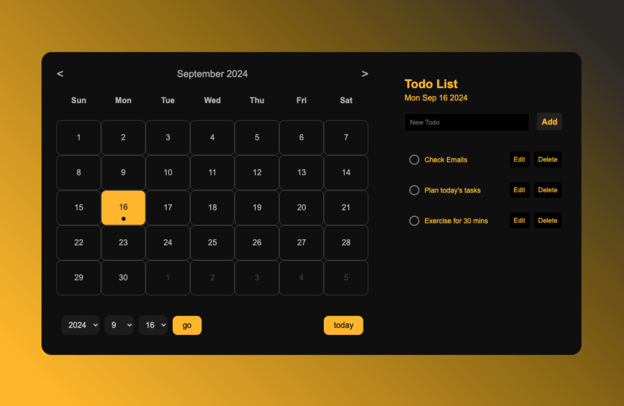 < September 2024 >
Sun Mon Tue Wed Thu Fri Sat
1 2 3 4 5 6 7
8 9 10 11 12 13 14
15 16 17 18 19 20 21
22 23 24 25 26 27 28
29 30 1 2 3 4 5
2024 9 16 go today
Todo List
Mon Sep 16 2024
New Todo Add
Check Emails Edit Delete
Plan today's tasks Edit Delete
Exercise for 30 mins Edit Delete